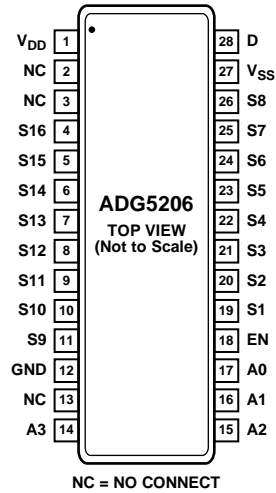 VDD 1 28 D
NC 2 27 VSS
NC 3 26 S8
S16 4 25 S7
S15 5 24 S6
S14 6 23 S5
S13 7 22 S4
S12 8 21 S3
S11 9 20 S2
S10 10 19 S1
S9 11 18 EN
GND 12 17 A0
NC 13 16 A1
A3 14 15 A2
ADG5206
TOP VIEW
(Not to Scale)
NC = NO CONNECT